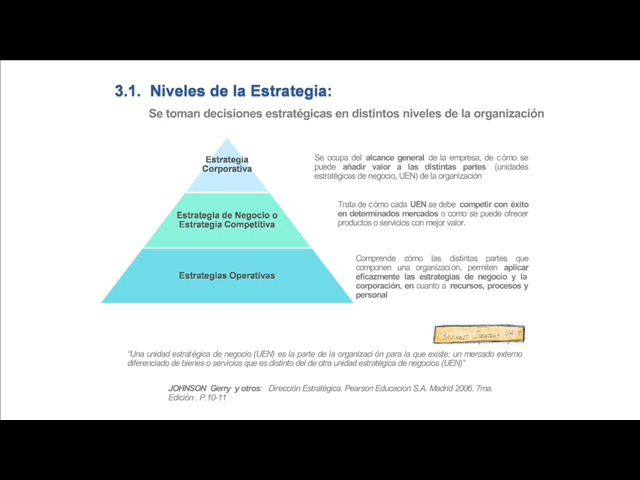 3.1. Niveles de la Estrategia:
Se toman decisiones estratégicas en distintos niveles de la organización
Estrategia
Corporativa
Se ocupa del alcance general de la empresa, de cómo se
puede añadir valor a las distintas partes (unidades
estratégicas de negocio, UEN) de la organización
Estrategia de Negocio o
Estrategia Competitiva
Trata de cómo cada UEN se debe competir con éxito
en determinados mercados o como se puede ofrecer
productos o servicios con mejor valor.
Estrategias Operativas
Comprende cómo las distintas partes que
componen una organización, permiten aplicar
eficazmente las estrategias de negocio y la
corporación, en cuanto a recursos, procesos y
personal
"Una unidad estratégica de negocio (UEN) es la parte de la organización para la que existe: un mercado externo
diferenciado de bienes o servicios que es distinto del de otra unidad estratégica de negocios (UEN)"
JOHNSON Gerry y otros: Dirección Estratégica. Pearson Educacion S.A. Madrid 2006. 7ma.
Edición . P.10-11